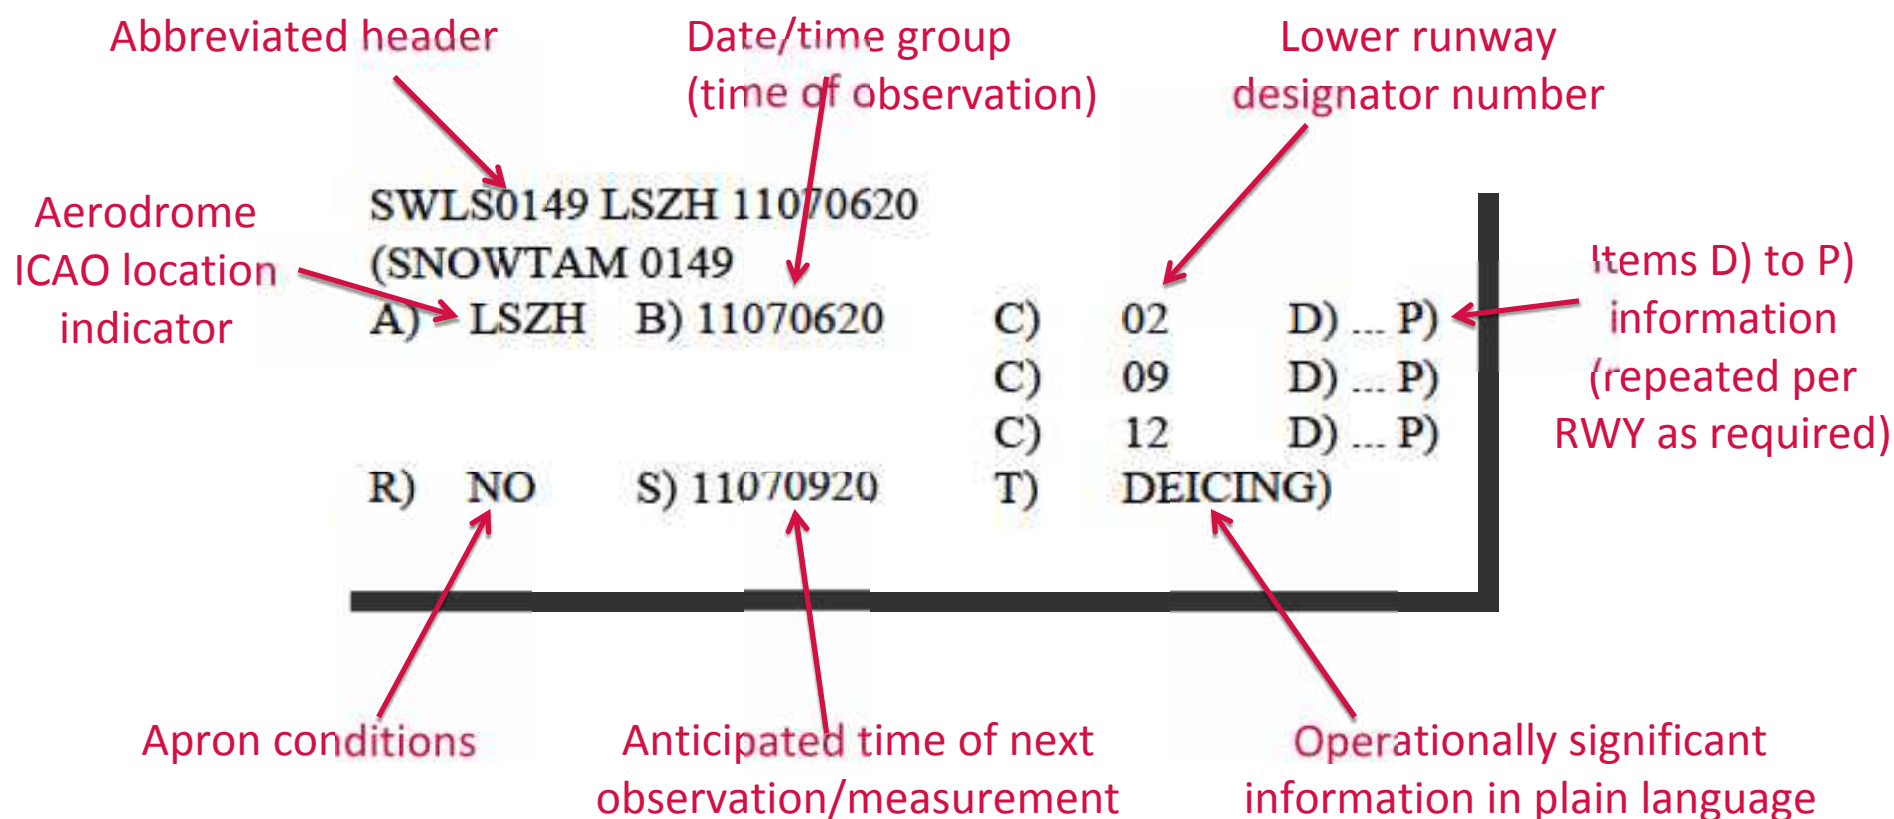 Abbreviated header
Date/time group
(time of observation)
Lower runway
designator number
Aerodrome
ICAO location
indicator
SWLS0149 LSZH 11070620
(SNOWTAM 0149
A) LSZH B) 11070620 C) 02 D) ... P)
C) 09 D) ... P)
C) 12 D) ... P)
R) NO S) 11070920 T) DEICING)
Items D) to P)
information
(repeated per
RWY as required)
Apron conditions
Anticipated time of next
observation/measurement
Operationally significant
information in plain language